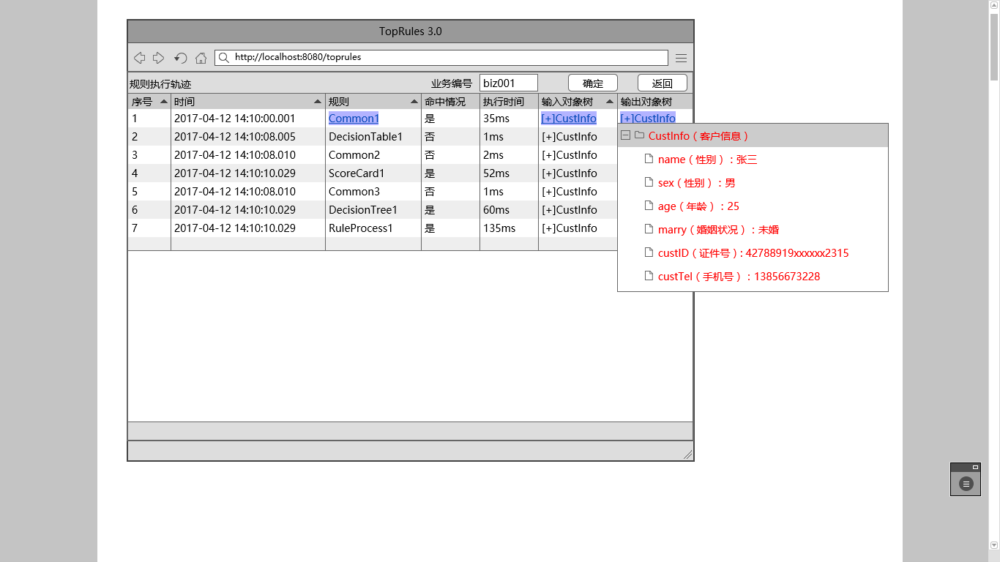 TopRules 3.0
http://localhost:8080/toprules
规则执行轨迹 业务编号 biz001 确定 返回
序号 时间 规则 命中情况 执行时间 输入对象树 输出对象树
1 2017-04-12 14:10:00.001 Common1 是 35ms [+]CustInfo [+]CustInfo
2 2017-04-12 14:10:08.005 DecisionTable1 否 1ms [+]CustInfo
3 2017-04-12 14:10:08.010 Common2 否 2ms [+]CustInfo
4 2017-04-12 14:10:10.029 ScoreCard1 是 52ms [+]CustInfo
5 2017-04-12 14:10:08.010 Common3 否 1ms [+]CustInfo
6 2017-04-12 14:10:10.029 DecisionTree1 是 60ms [+]CustInfo
7 2017-04-12 14:10:10.029 RuleProcess1 是 135ms [+]CustInfo
CustInfo（客户信息）
name（性别）：张三
sex（性别）：男
age（年龄）：25
marry（婚姻状况）：未婚
custID（证件号）: 42788919xxxxxx2315
custTel（手机号）：13856673228